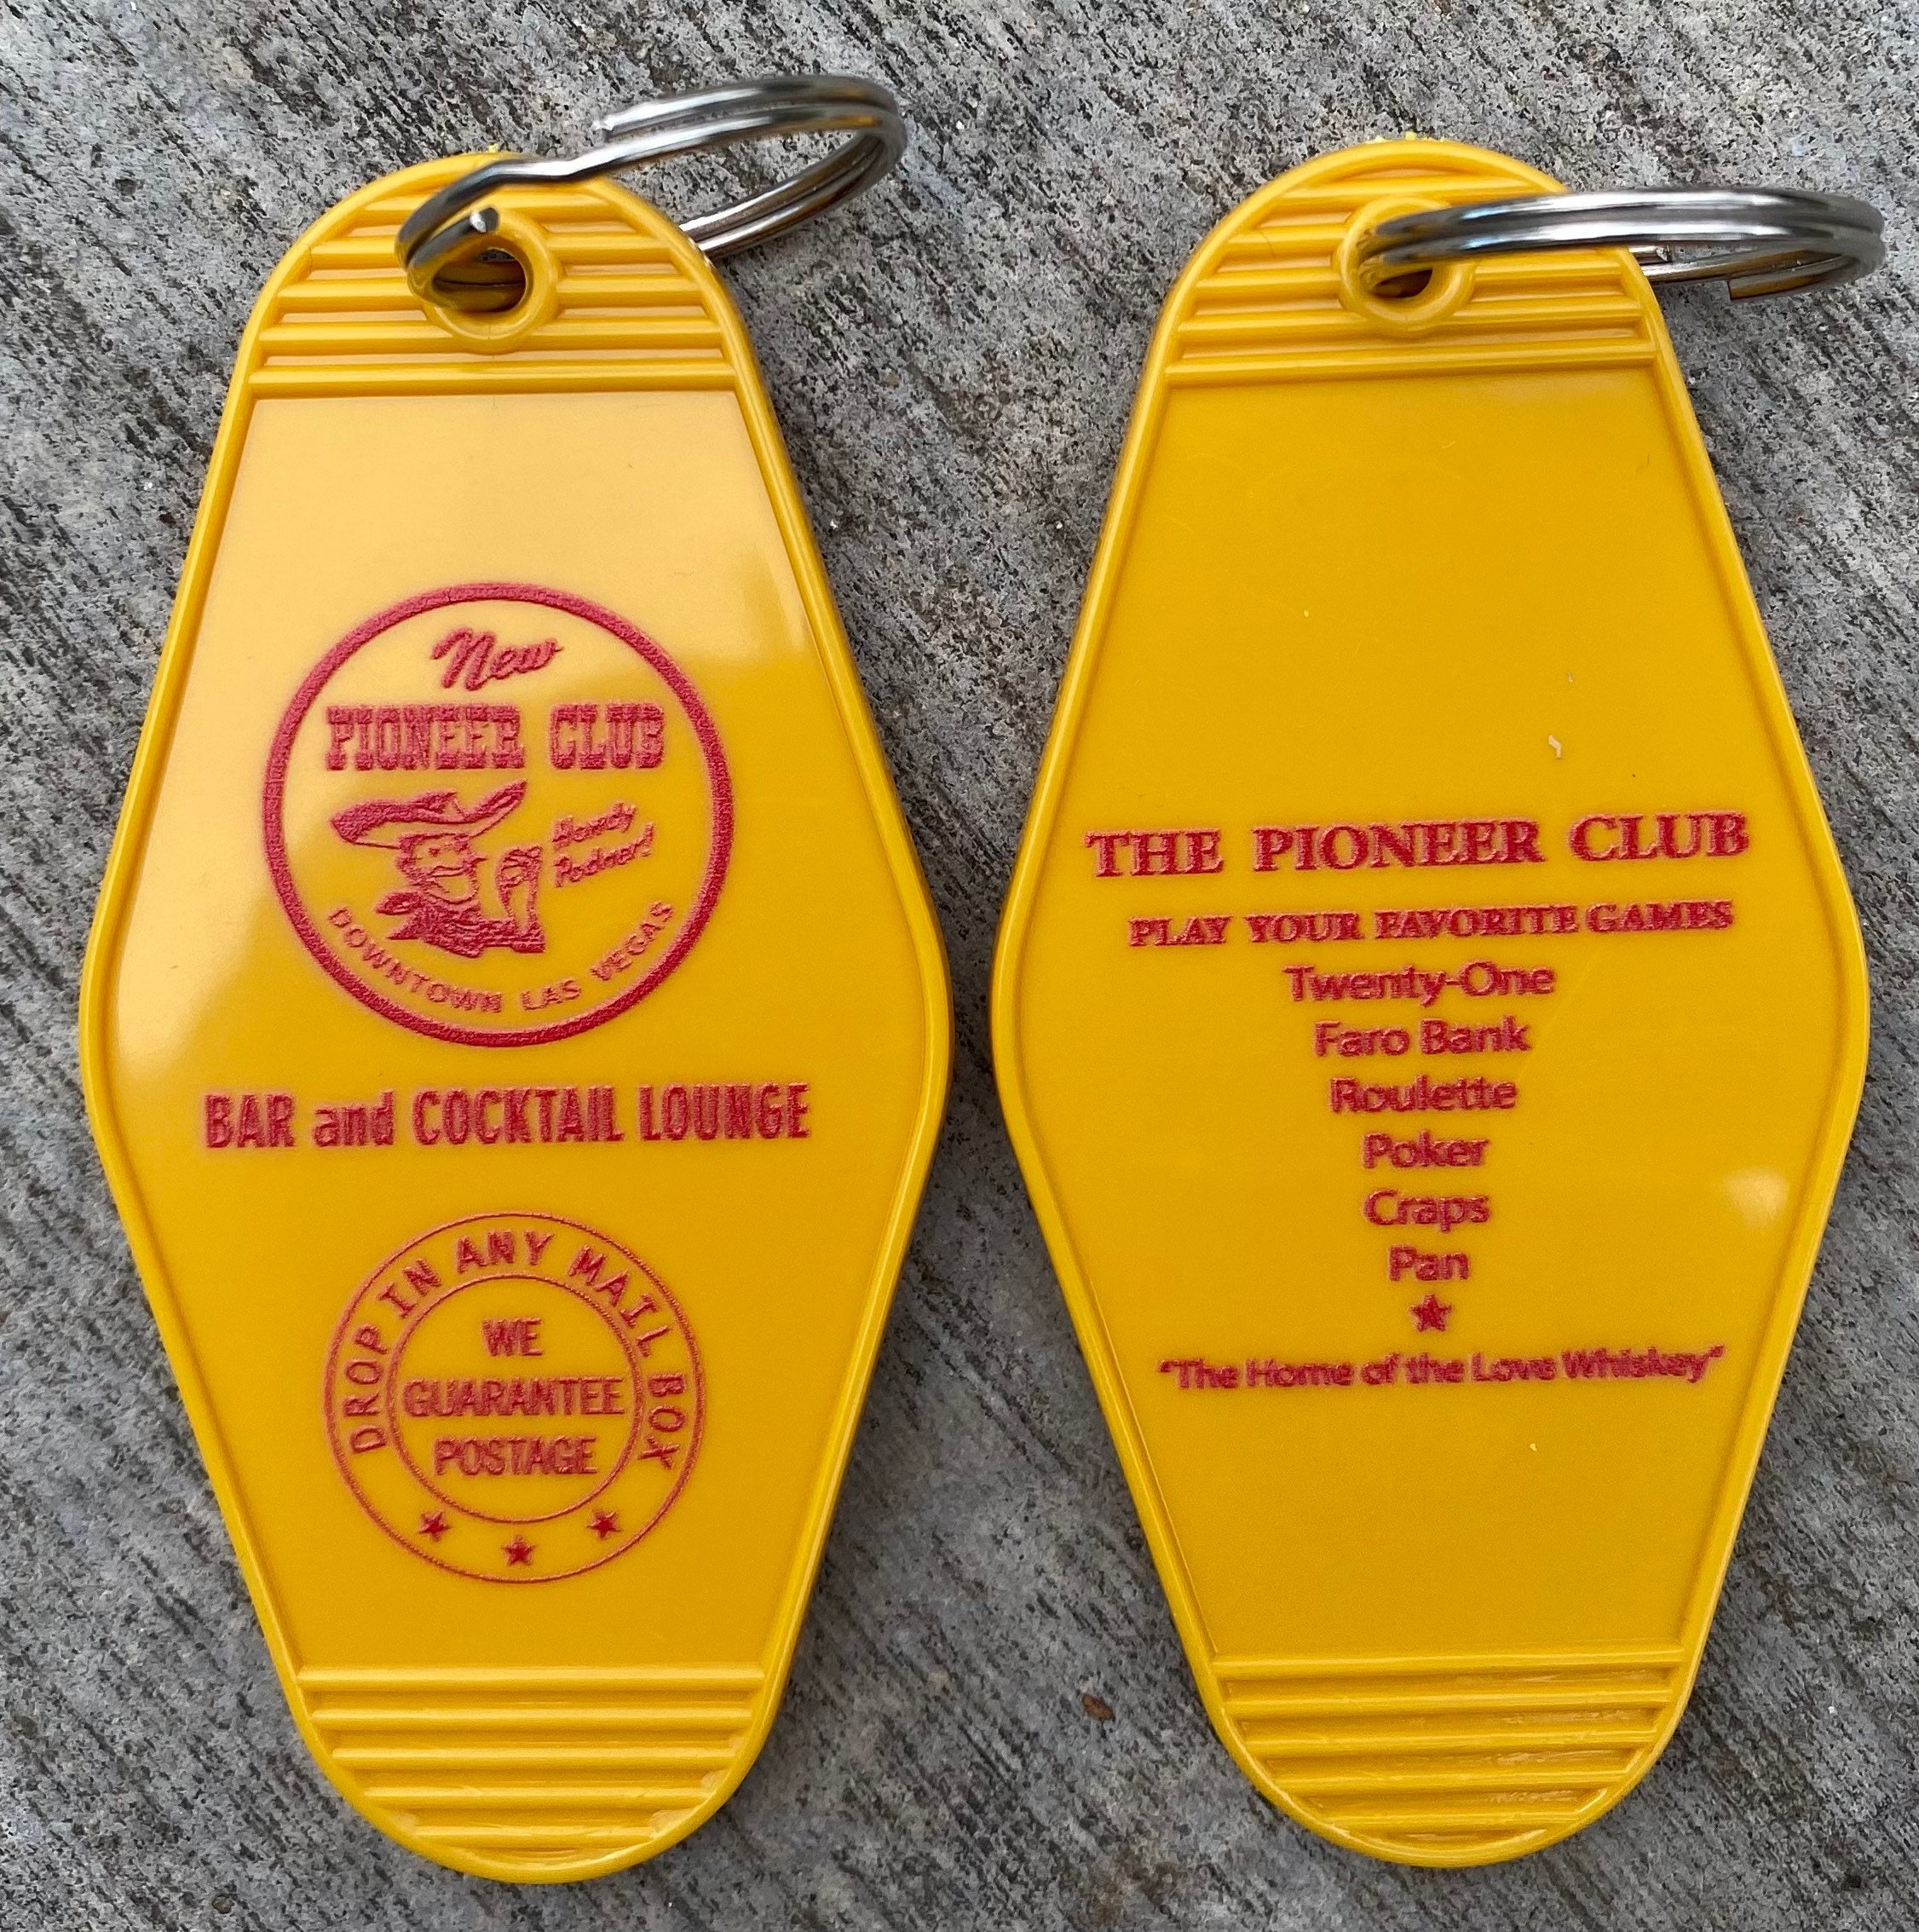 New
PIONEER CLUB
Howdy
Podner!
DOWNTOWN LAS VEGAS
BAR and COCKTAIL LOUNGE
DROP IN ANY MAIL BOX
WE
GUARANTEE
POSTAGE
THE PIONEER CLUB
PLAY YOUR FAVORITE GAMES
Twenty-One
Faro Bank
Roulette
Poker
Craps
Pan
"The Home of the Love Whiskey"